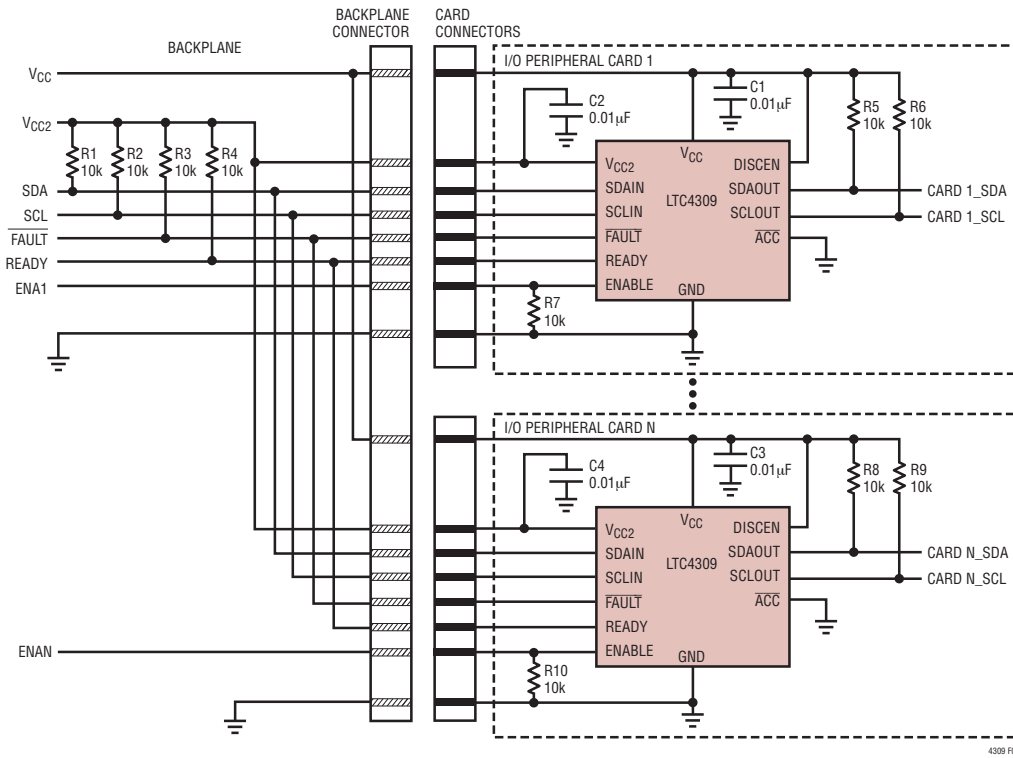 BACKPLANE
CONNECTOR
CARD
CONNECTORS
BACKPLANE
VCC
VCC2
R1
10k
R2
10k
R3
10k
R4
10k
SDA
SCL
FAULT
READY
ENA1
I/O PERIPHERAL CARD 1
C2
0.01μF
C1
0.01μF
R5
10k
R6
10k
VCC2
VCC
DISCEN
SDAIN
LTC4309
SDAOUT
CARD 1_SDA
SCLIN
SCLOUT
CARD 1_SCL
FAULT
ACC
READY
ENABLE
GND
R7
10k
I/O PERIPHERAL CARD N
C4
0.01μF
C3
0.01μF
R8
10k
R9
10k
VCC2
VCC
DISCEN
SDAIN
LTC4309
SDAOUT
CARD N_SDA
SCLIN
SCLOUT
CARD N_SCL
FAULT
ACC
READY
ENAN
ENABLE
GND
R10
10k
4309